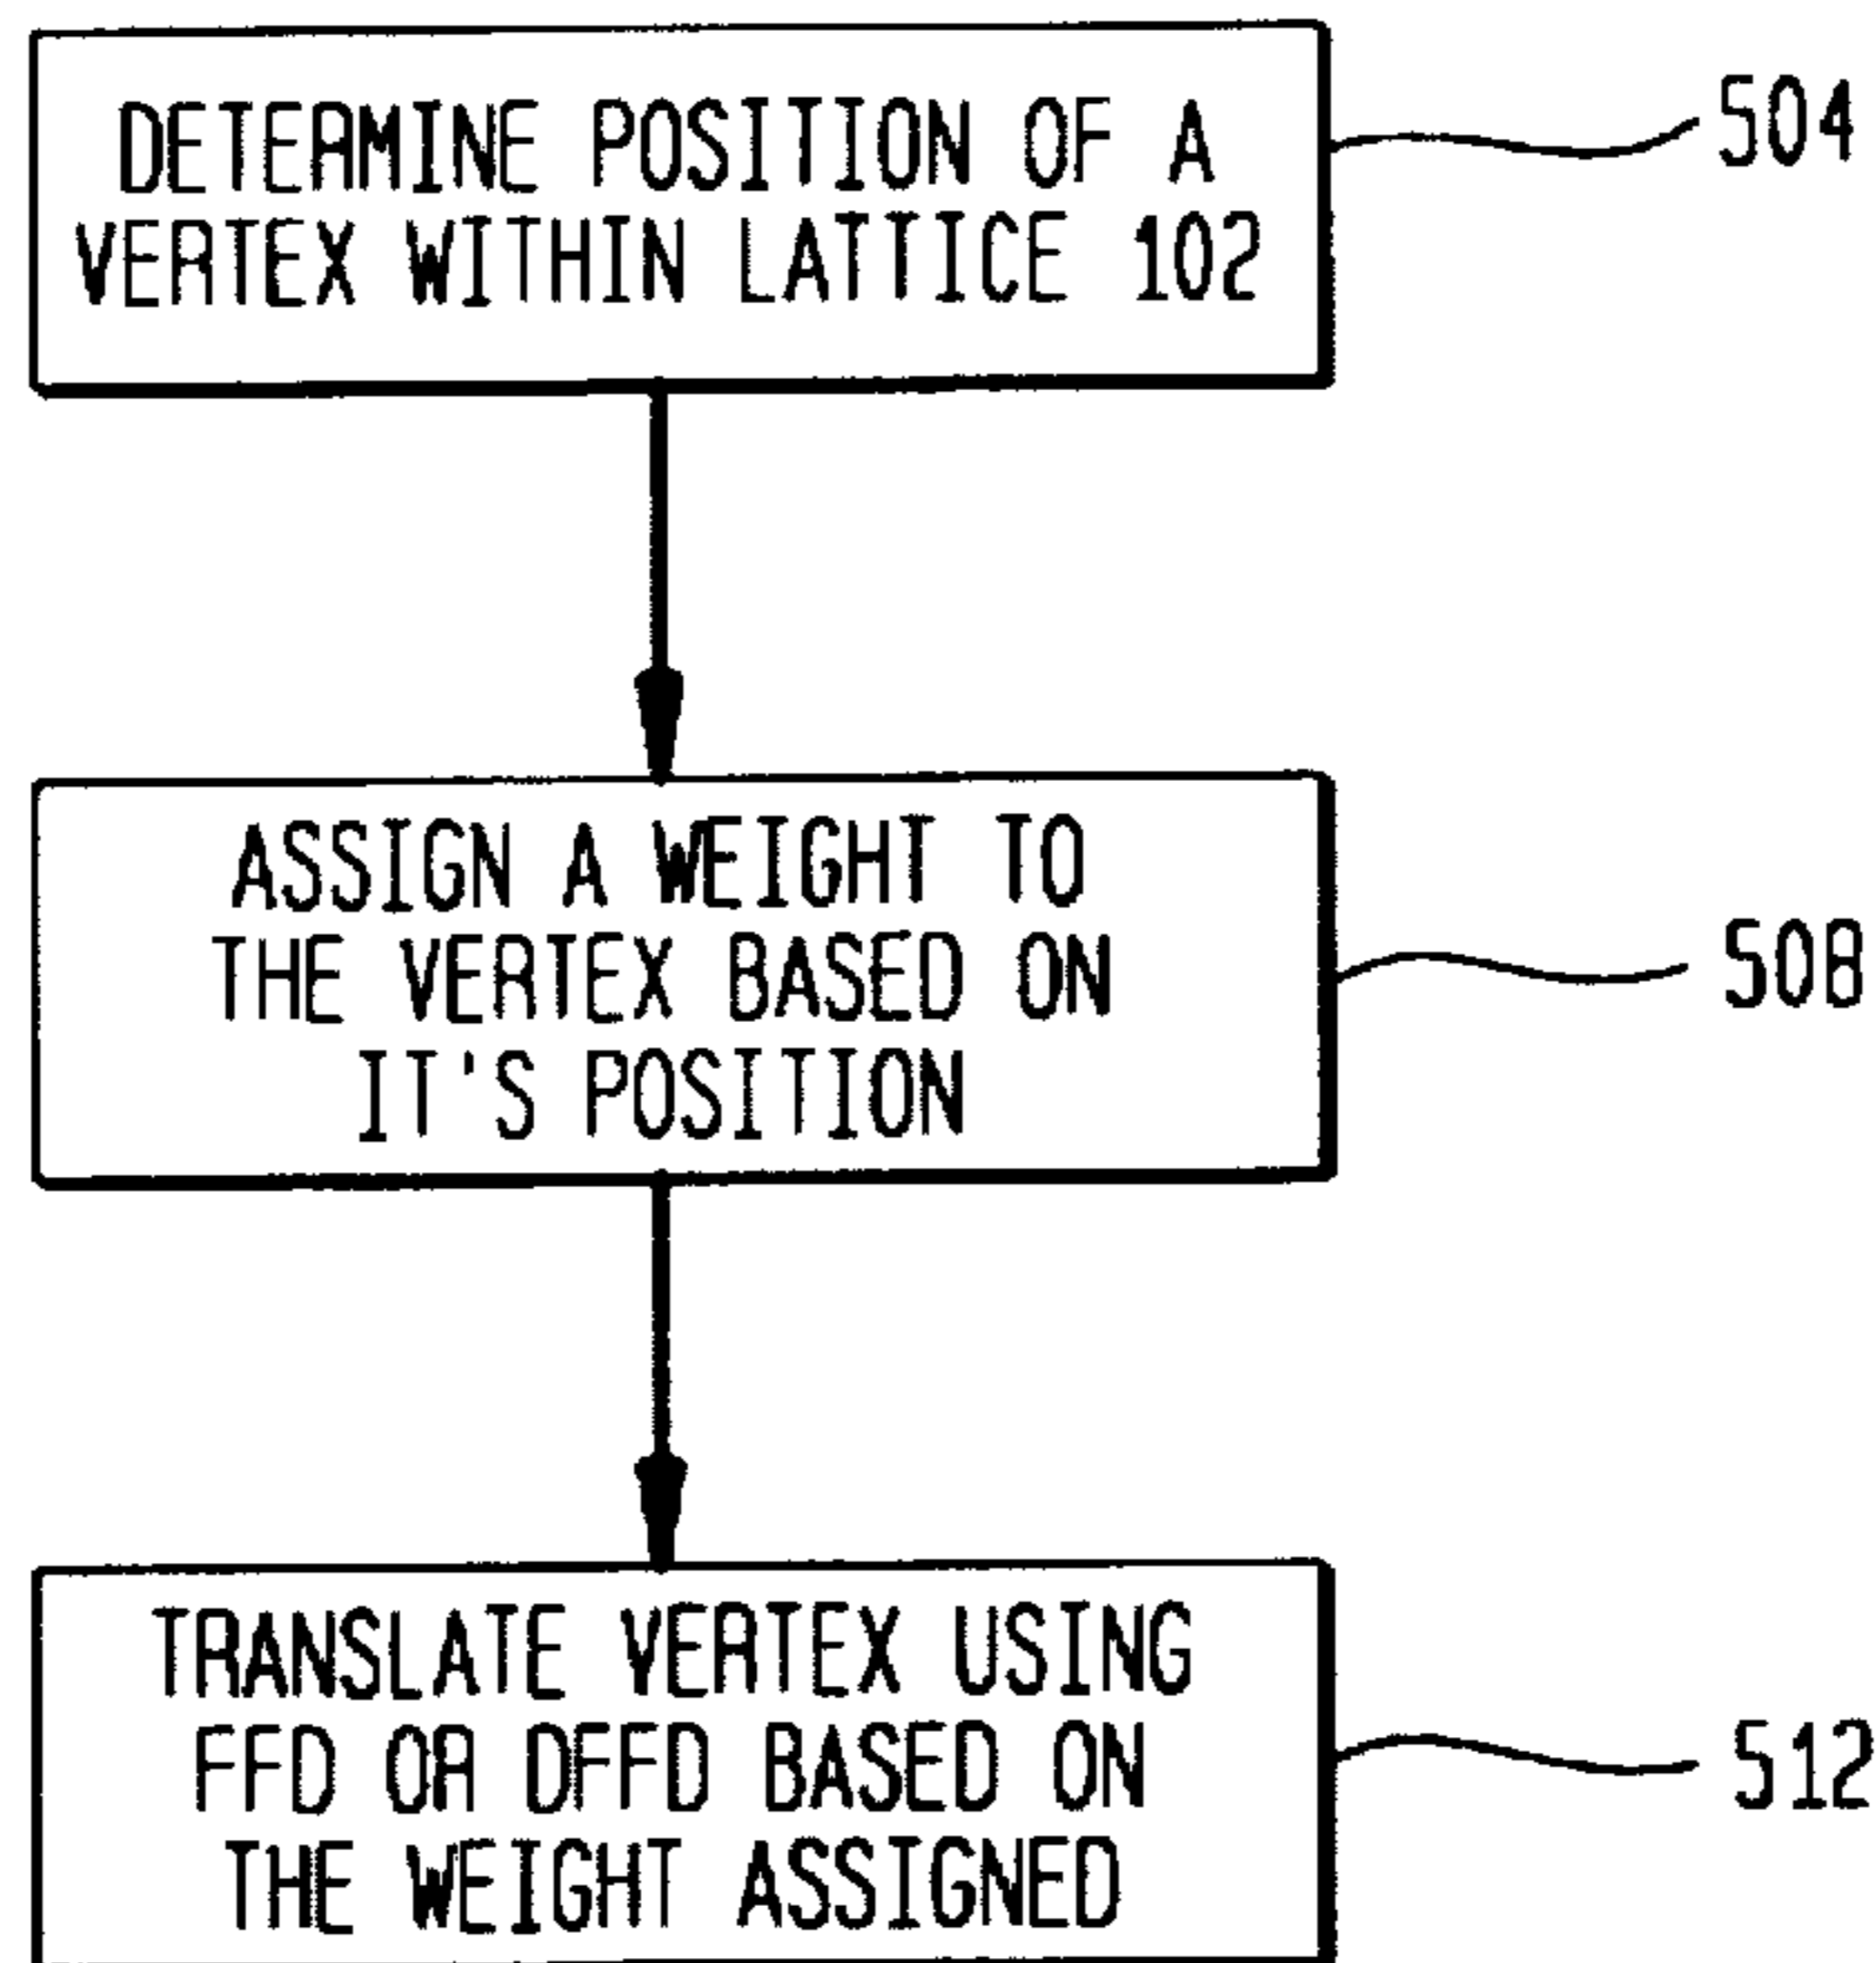 DETERMINE POSITION OF A
VERTEX WITHIN LATTICE 102
504
ASSIGN A WEIGHT TO
THE VERTEX BASED ON
IT'S POSITION
508
TRANSLATE VERTEX USING
FFD OR DFFD BASED ON
THE WEIGHT ASSIGNED
512